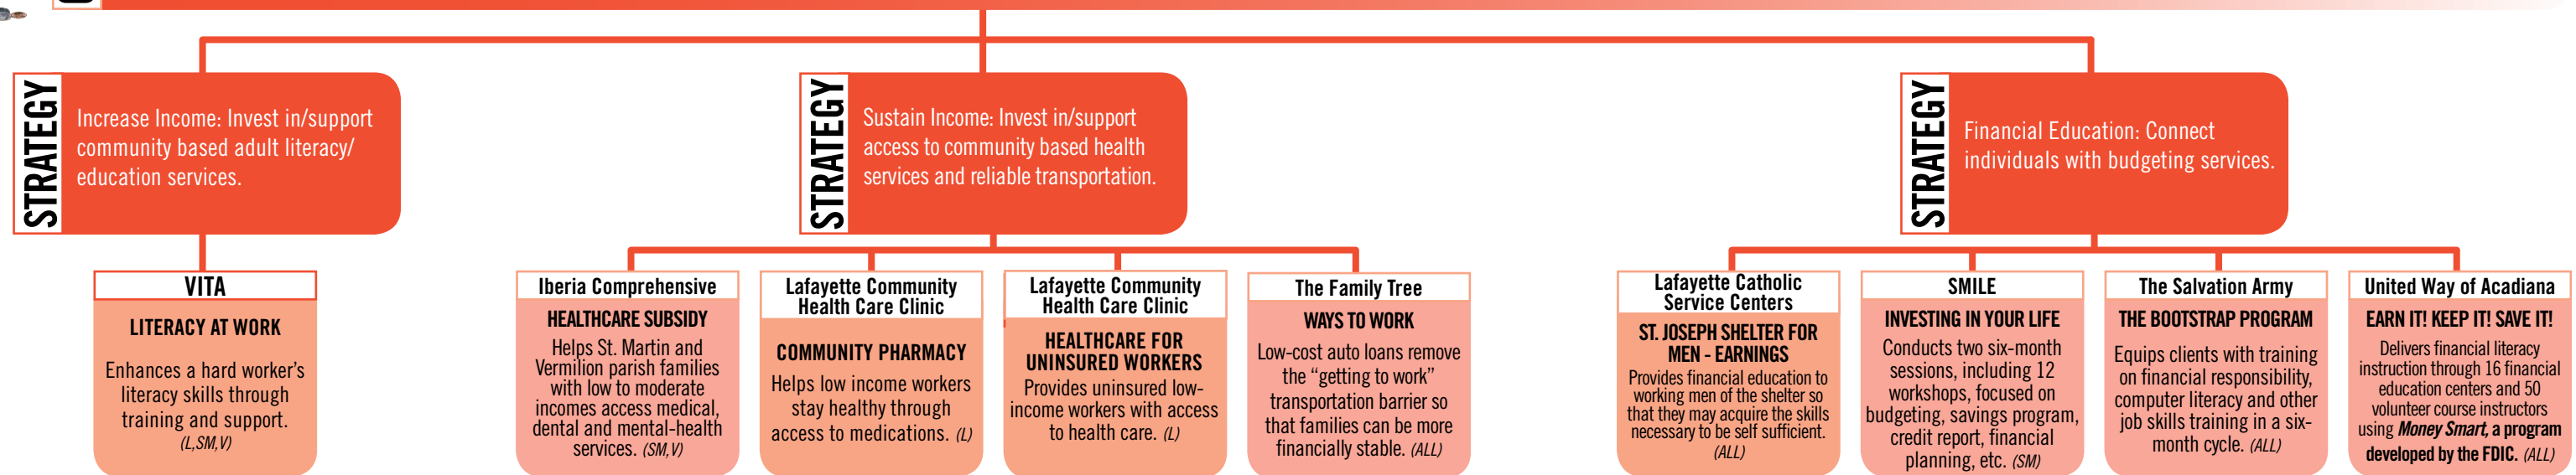 STRATEGY
Increase Income: Invest in/support
community based adult literacy/
education services.
STRATEGY
Sustain Income: Invest in/support
access to community based health
services and reliable transportation.
STRATEGY
Financial Education: Connect
individuals with budgeting services.
VITA
LITERACY AT WORK
Enhances a hard worker’s
literacy skills through
training and support.
(L,SM,V)
Iberia Comprehensive
HEALTHCARE SUBSIDY
Helps St. Martin and
Vermilion parish families
with low to moderate
incomes access medical,
dental and mental-health
services. (SM,V)
Lafayette Community
Health Care Clinic
COMMUNITY PHARMACY
Helps low income workers
stay healthy through
access to medications. (L)
Lafayette Community
Health Care Clinic
HEALTHCARE FOR
UNINSURED WORKERS
Provides uninsured low-
income workers with access
to health care. (L)
The Family Tree
WAYS TO WORK
Low-cost auto loans remove
the “getting to work”
transportation barrier so
that families can be more
financially stable. (ALL)
Lafayette Catholic
Service Centers
ST. JOSEPH SHELTER FOR
MEN - EARNINGS
Provides financial education to
working men of the shelter so
that they may acquire the skills
necessary to be self sufficient.
(ALL)
SMILE
INVESTING IN YOUR LIFE
Conducts two six-month
sessions, including 12
workshops, focused on
budgeting, savings program,
credit report, financial
planning, etc. (SM)
The Salvation Army
THE BOOTSTRAP PROGRAM
Equips clients with training
on financial responsibility,
computer literacy and other
job skills training in a six-
month cycle. (ALL)
United Way of Acadiana
EARN IT! KEEP IT! SAVE IT!
Delivers financial literacy
instruction through 16 financial
education centers and 50
volunteer course instructors
using Money Smart, a program
developed by the FDIC. (ALL)